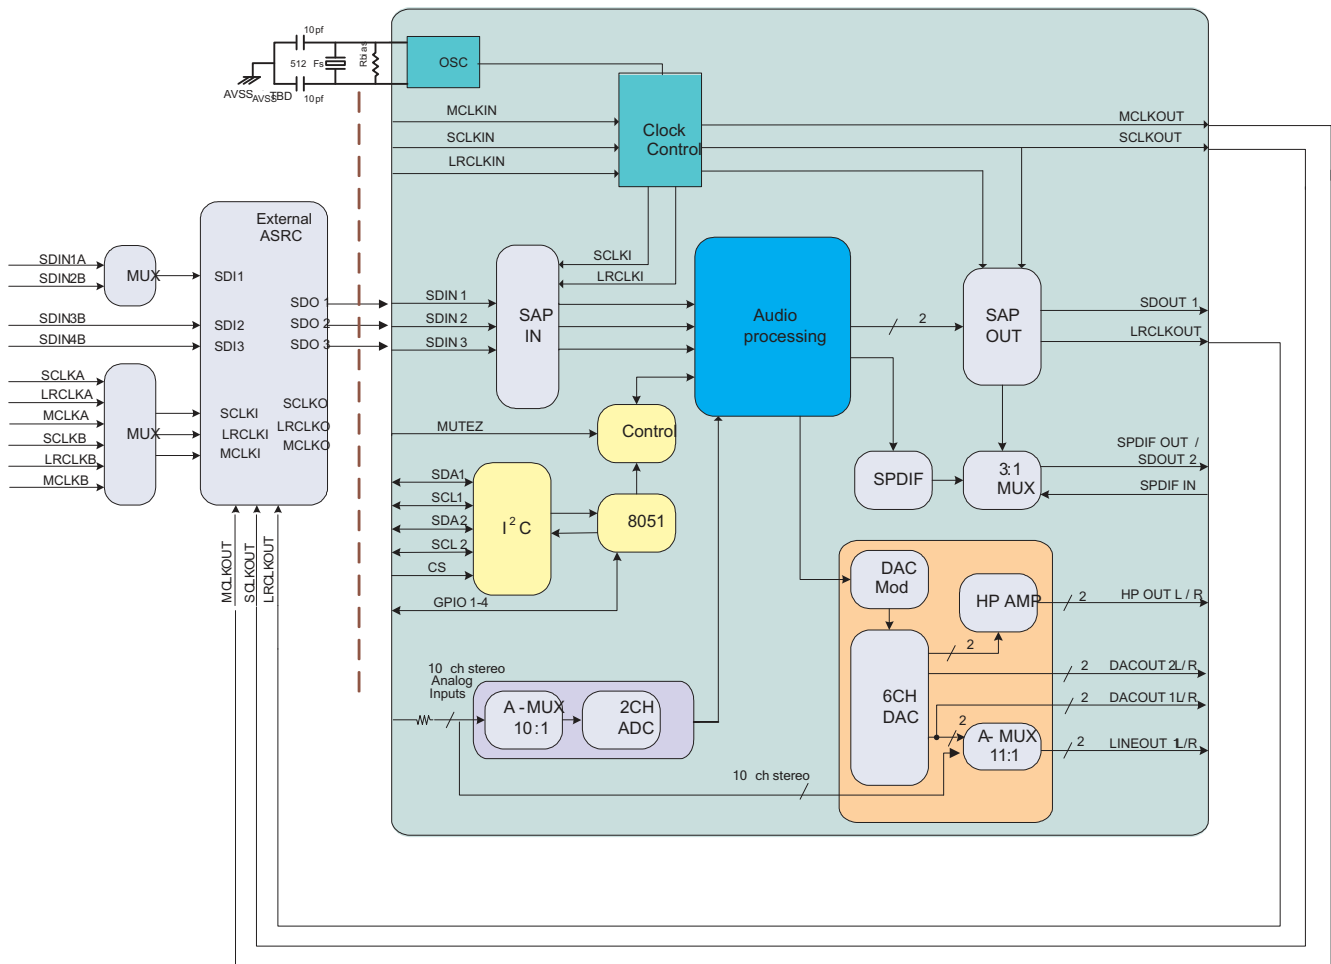 10pf
512 Fs
Rbias
OSC
AVSS
AVSS
TBD
10pf
MCLKIN
SCLKIN
LRCLKIN
Clock
Control
MCLKOUT
SCLKOUT
External
ASRC
SDIN1A
SDIN2B
MUX
SDI1
SDIN3B
SDIN4B
SDI2
SDI3
SDO 1
SDO 2
SDO 3
SCLKA
LRCLKA
MCLKA
SCLKB
LRCLKB
MCLKB
MUX
SCLKI
LRCLKI
MCLKI
SCLKO
LRCLKO
MCLKO
MCLKOUT
SCLKOUT
LRCLKOUT
SCLKI
LRCLKI
SDIN 1
SDIN 2
SDIN 3
SAP
IN
Audio
processing
2
SAP
OUT
SDOUT 1
LRCLKOUT
MUTEZ
Control
SDA1
SCL1
SDA2
SCL2
CS
GPIO 1-4
I2C
8051
SPDIF
3:1
MUX
SPDIF OUT /
SDOUT 2
SPDIF IN
DAC
Mod
HP AMP
2
HP OUT L / R
2
6CH
DAC
2
DACOUT 2L/R
2
DACOUT 1L/R
2
A- MUX
11:1
2
LINEOUT 1L/R
10 ch stereo
Analog
Inputs
A -MUX
10:1
2CH
ADC
10 ch stereo